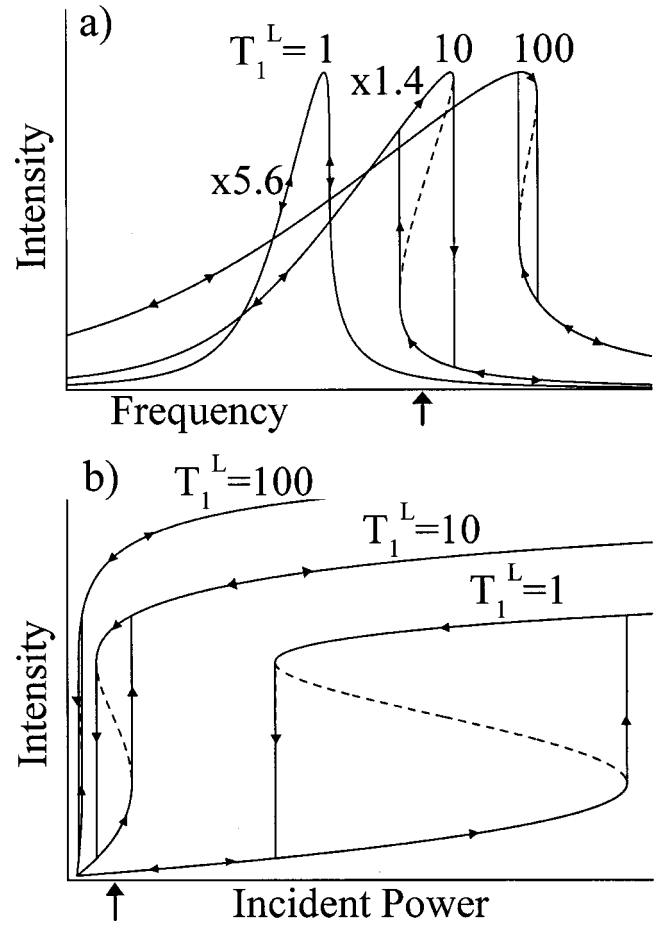 a)
T₁ᴸ= 1 10 100
x1.4
x5.6
Intensity
Frequency
b)
T₁ᴸ=100
T₁ᴸ=10
T₁ᴸ=1
Intensity
Incident Power